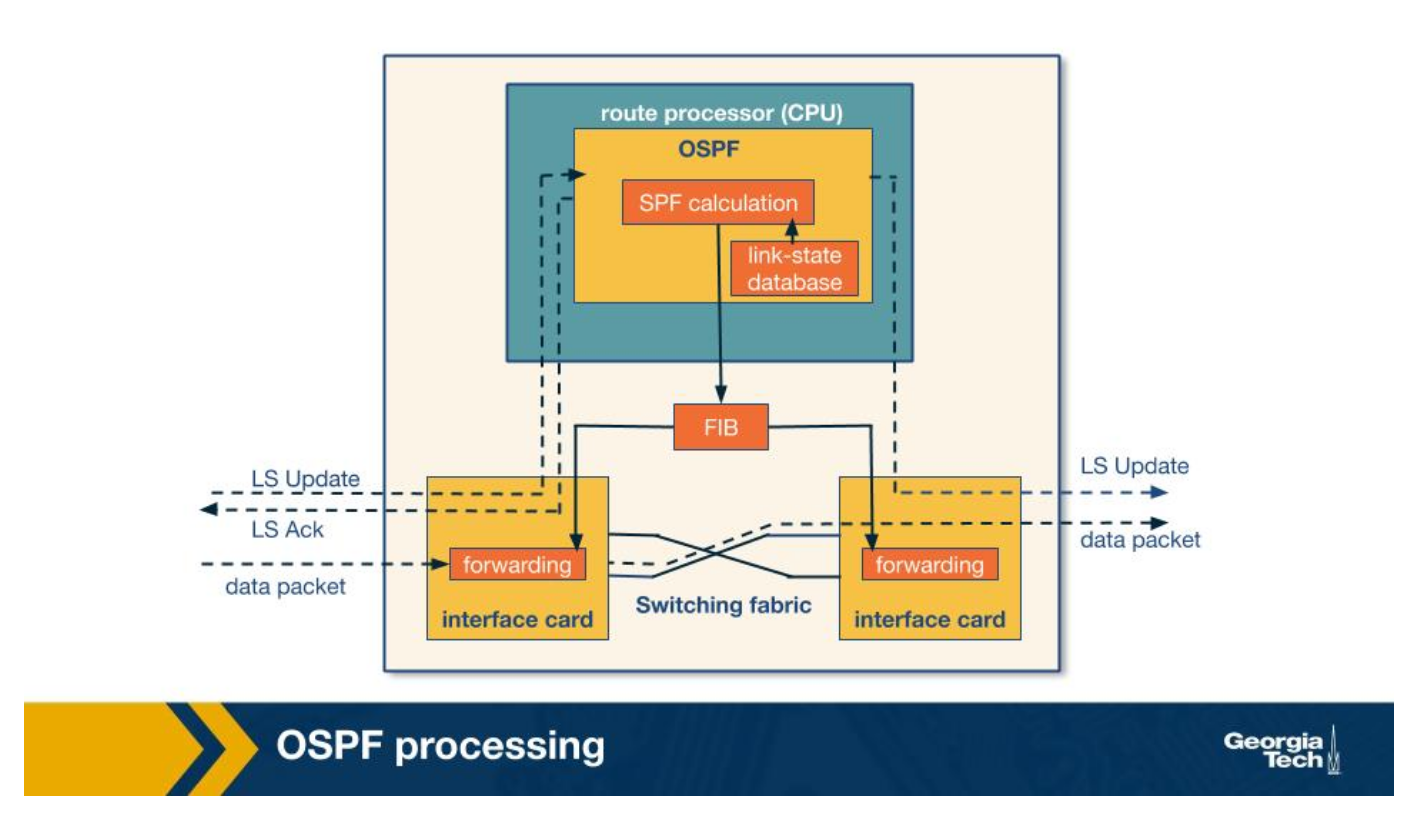 route processor (CPU)
OSPF
SPF calculation
link-state
database
FIB
LS Update
LS Ack
data packet
LS Update
data packet
forwarding
interface card
Switching fabric
forwarding
interface card
OSPF processing
Georgia
Tech